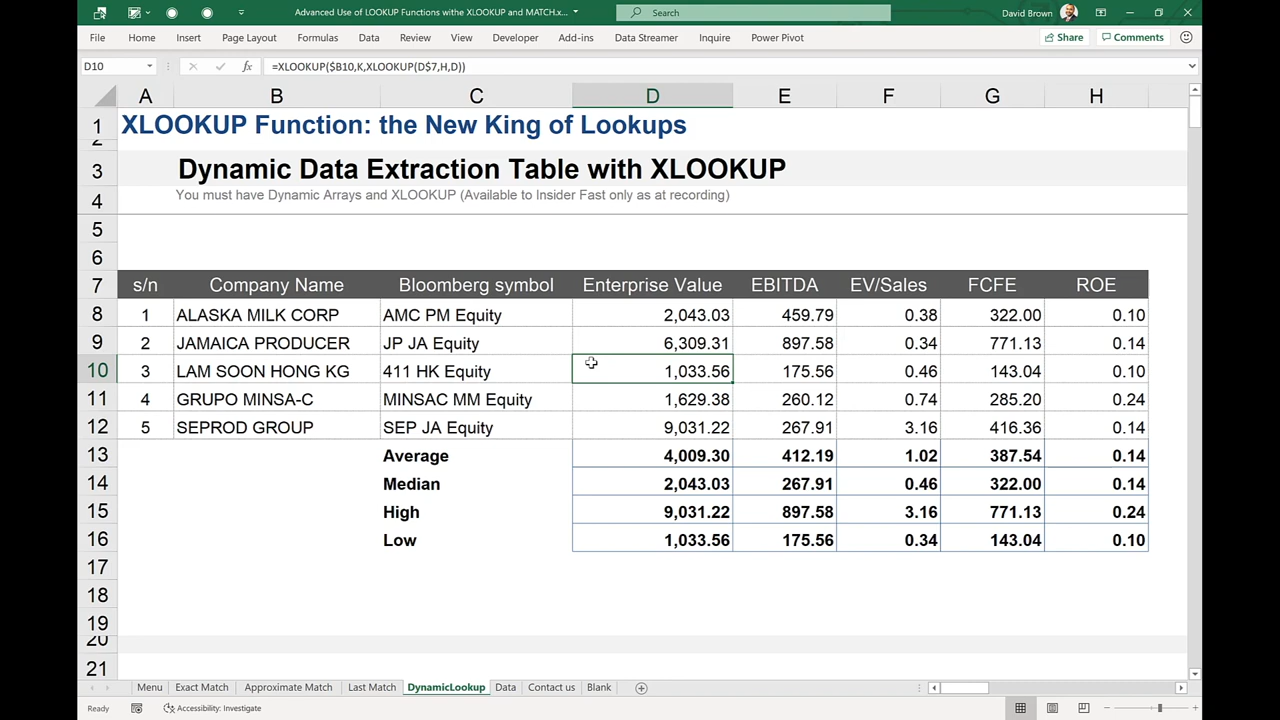 Advanced Use of LOOKUP Functions withe XLOOKUP and MATCH.x...
Search
David Brown
File Home Insert Page Layout Formulas Data Review View Developer Add-ins Data Streamer Inquire Power Pivot Share Comments
D10 fx =XLOOKUP($B10,K,XLOOKUP(D$7,H,D))
A B C D E F G H
1 XLOOKUP Function: the New King of Lookups
2
3 Dynamic Data Extraction Table with XLOOKUP
4 You must have Dynamic Arrays and XLOOKUP (Available to Insider Fast only as at recording)
5
6
7 s/n Company Name Bloomberg symbol Enterprise Value EBITDA EV/Sales FCFE ROE
8 1 ALASKA MILK CORP AMC PM Equity 2,043.03 459.79 0.38 322.00 0.10
9 2 JAMAICA PRODUCER JP JA Equity 6,309.31 897.58 0.34 771.13 0.14
10 3 LAM SOON HONG KG 411 HK Equity 1,033.56 175.56 0.46 143.04 0.10
11 4 GRUPO MINSA-C MINSAC MM Equity 1,629.38 260.12 0.74 285.20 0.24
12 5 SEPROD GROUP SEP JA Equity 9,031.22 267.91 3.16 416.36 0.14
13 Average 4,009.30 412.19 1.02 387.54 0.14
14 Median 2,043.03 267.91 0.46 322.00 0.14
15 High 9,031.22 897.58 3.16 771.13 0.24
16 Low 1,033.56 175.56 0.34 143.04 0.10
17
18
19
20
21
Menu Exact Match Approximate Match Last Match DynamicLookup Data Contact us Blank
Ready Accessibility: Investigate